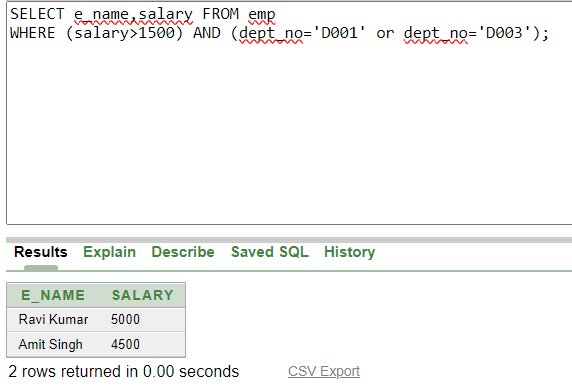 SELECT e_name,salary FROM emp
WHERE (salary>1500) AND (dept_no='D001' or dept_no='D003');
Results Explain Describe Saved SQL History
E_NAME SALARY
Ravi Kumar 5000
Amit Singh 4500
2 rows returned in 0.00 seconds CSV Export